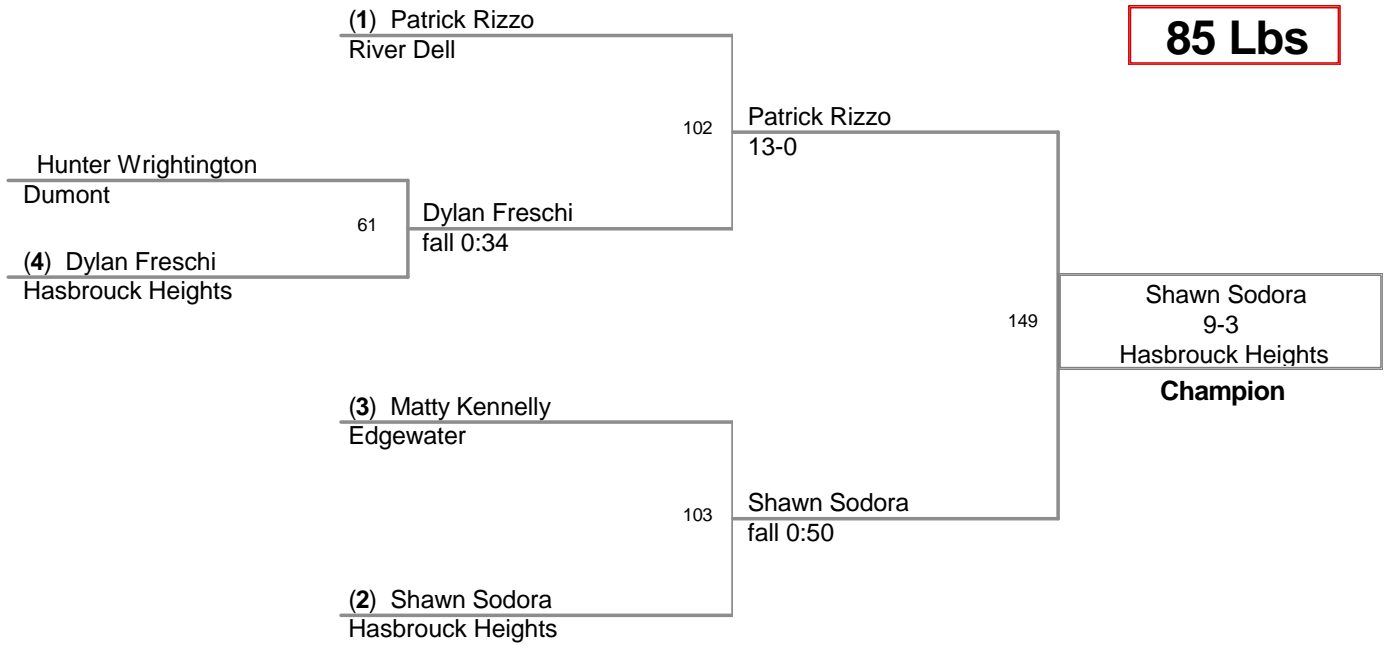 (1) Patrick Rizzo
River Dell
85 Lbs
102
Patrick Rizzo
13-0
Hunter Wrightington
Dumont
61
Dylan Freschi
fall 0:34
(4) Dylan Freschi
Hasbrouck Heights
149
Shawn Sodora
9-3
Hasbrouck Heights
Champion
(3) Matty Kennelly
Edgewater
103
Shawn Sodora
fall 0:50
(2) Shawn Sodora
Hasbrouck Heights